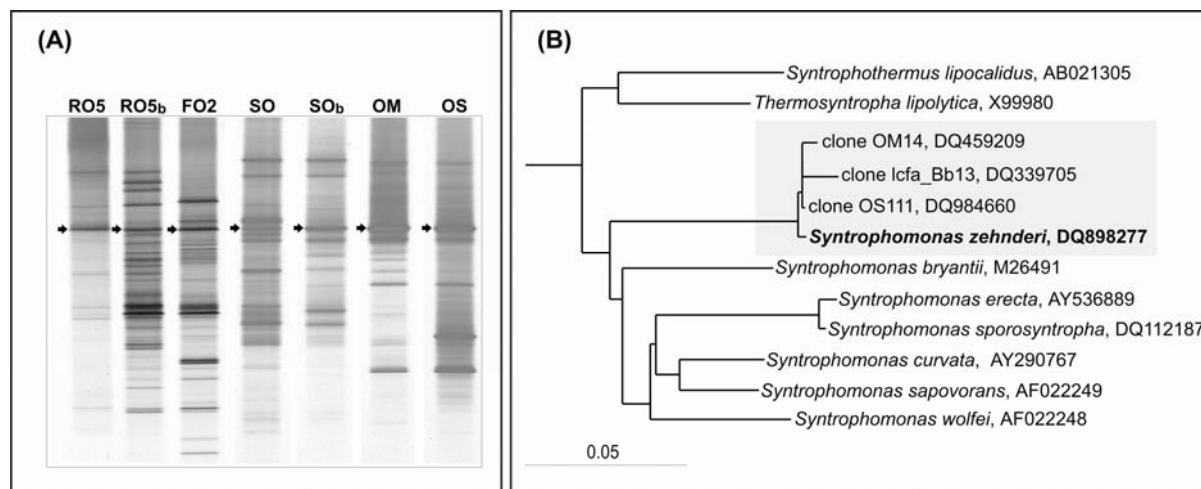 (A)
RO5 RO5b FO2 SO SOb OM OS
(B)
Syntrophothermus lipocalidus, AB021305
Thermosyntropha lipolytica, X99980
clone OM14, DQ459209
clone lcfa_Bb13, DQ339705
clone OS111, DQ984660
Syntrophomonas zehnderi, DQ898277
Syntrophomonas bryantii, M26491
Syntrophomonas erecta, AY536889
Syntrophomonas sporosyntropha, DQ112187
Syntrophomonas curvata, AY290767
Syntrophomonas sapovorans, AF022249
Syntrophomonas wolfei, AF022248
0.05